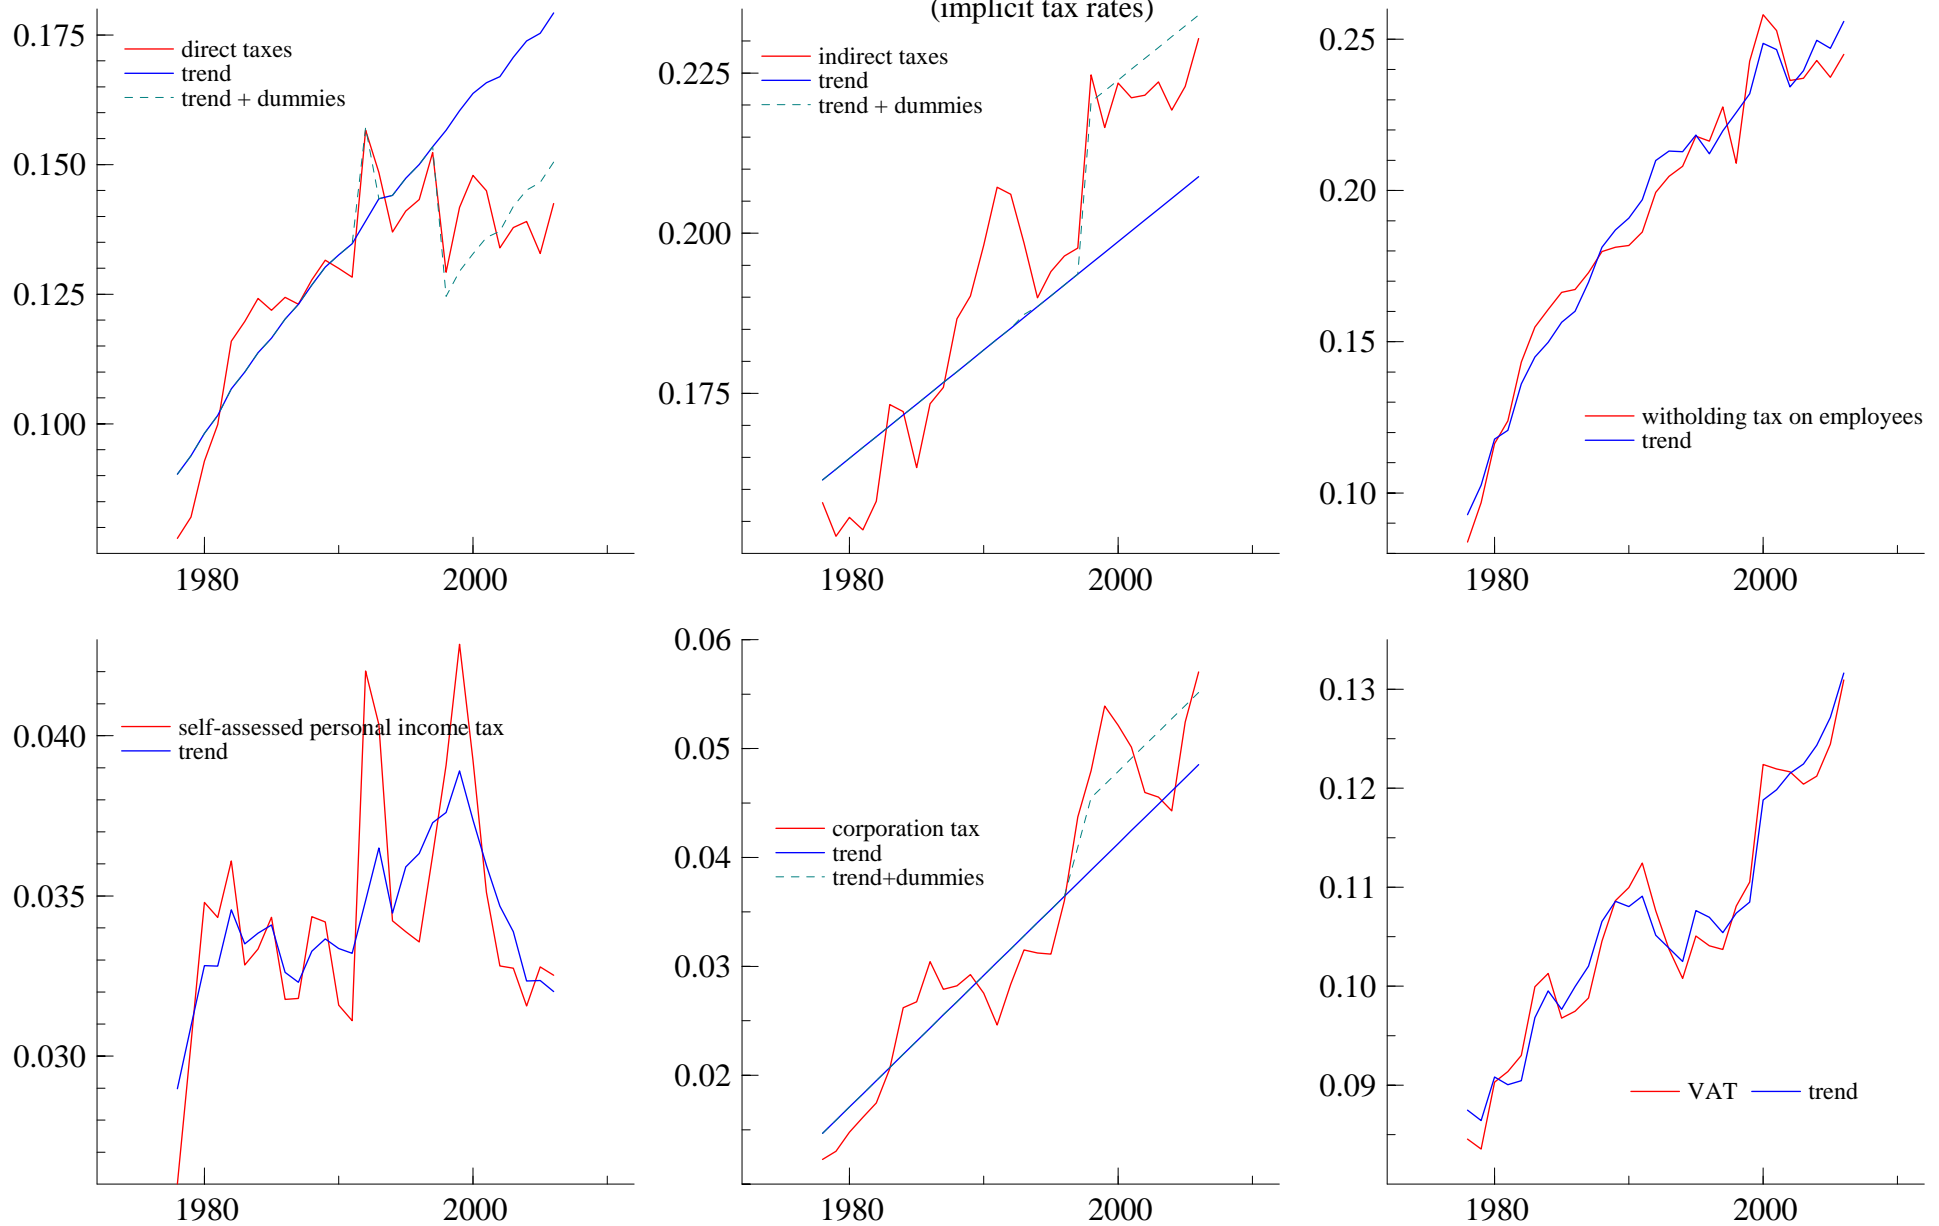 (implicit tax rates)
0.175
0.150
0.125
0.100
direct taxes
trend
trend + dummies
1980 2000
0.225
0.200
0.175
indirect taxes
trend
trend + dummies
1980 2000
0.25
0.20
0.15
0.10
witholding tax on employees
trend
1980 2000
0.040
0.035
0.030
self-assessed personal income tax
trend
1980 2000
0.06
0.05
0.04
0.03
0.02
corporation tax
trend
trend+dummies
1980 2000
0.13
0.12
0.11
0.10
0.09
VAT trend
1980 2000